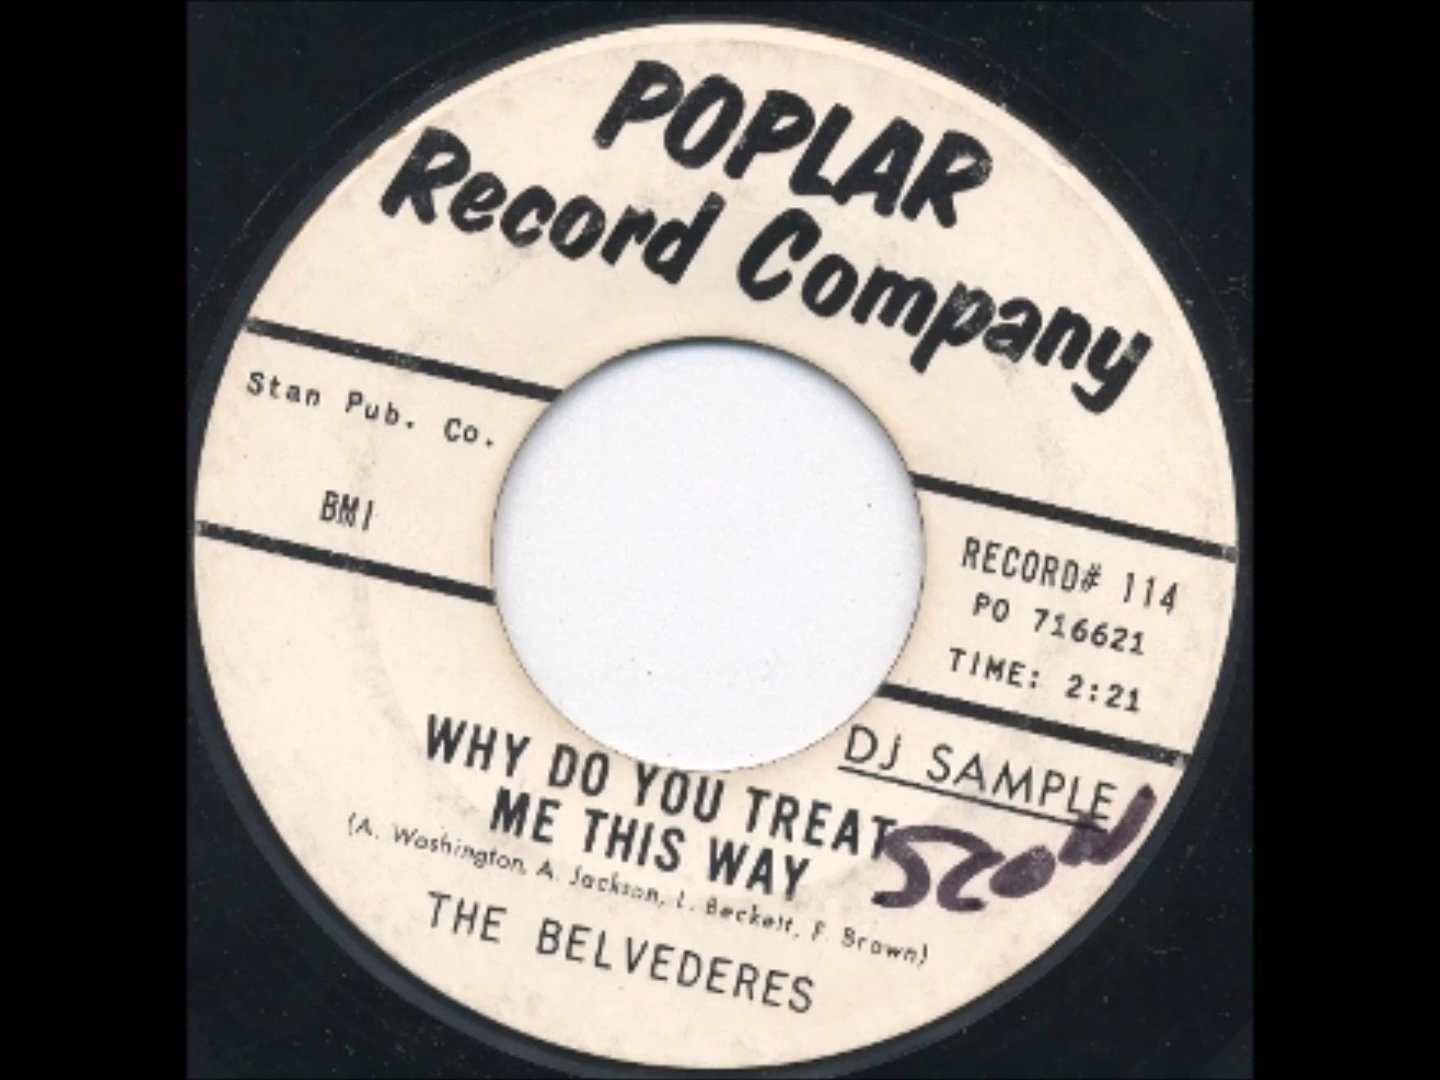 POPLAR
Record Company
Stan Pub. Co.
BMI
RECORD# 114
PO 716621
TIME: 2:21
DJ SAMPLE
WHY DO YOU TREAT
ME THIS WAY
(A. Washington, A. Jackson, L. Beckett, F. Brown)
THE BELVEDERES